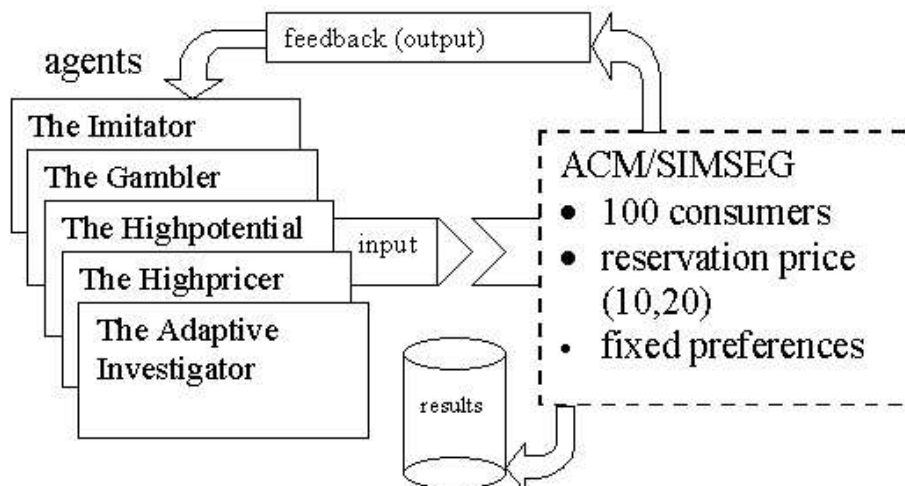 feedback (output)
agents
The Imitator
The Gambler
The Highpotential
The Highpricer
The Adaptive
Investigator
input
ACM/SIMSEG
• 100 consumers
• reservation price
(10,20)
• fixed preferences
results